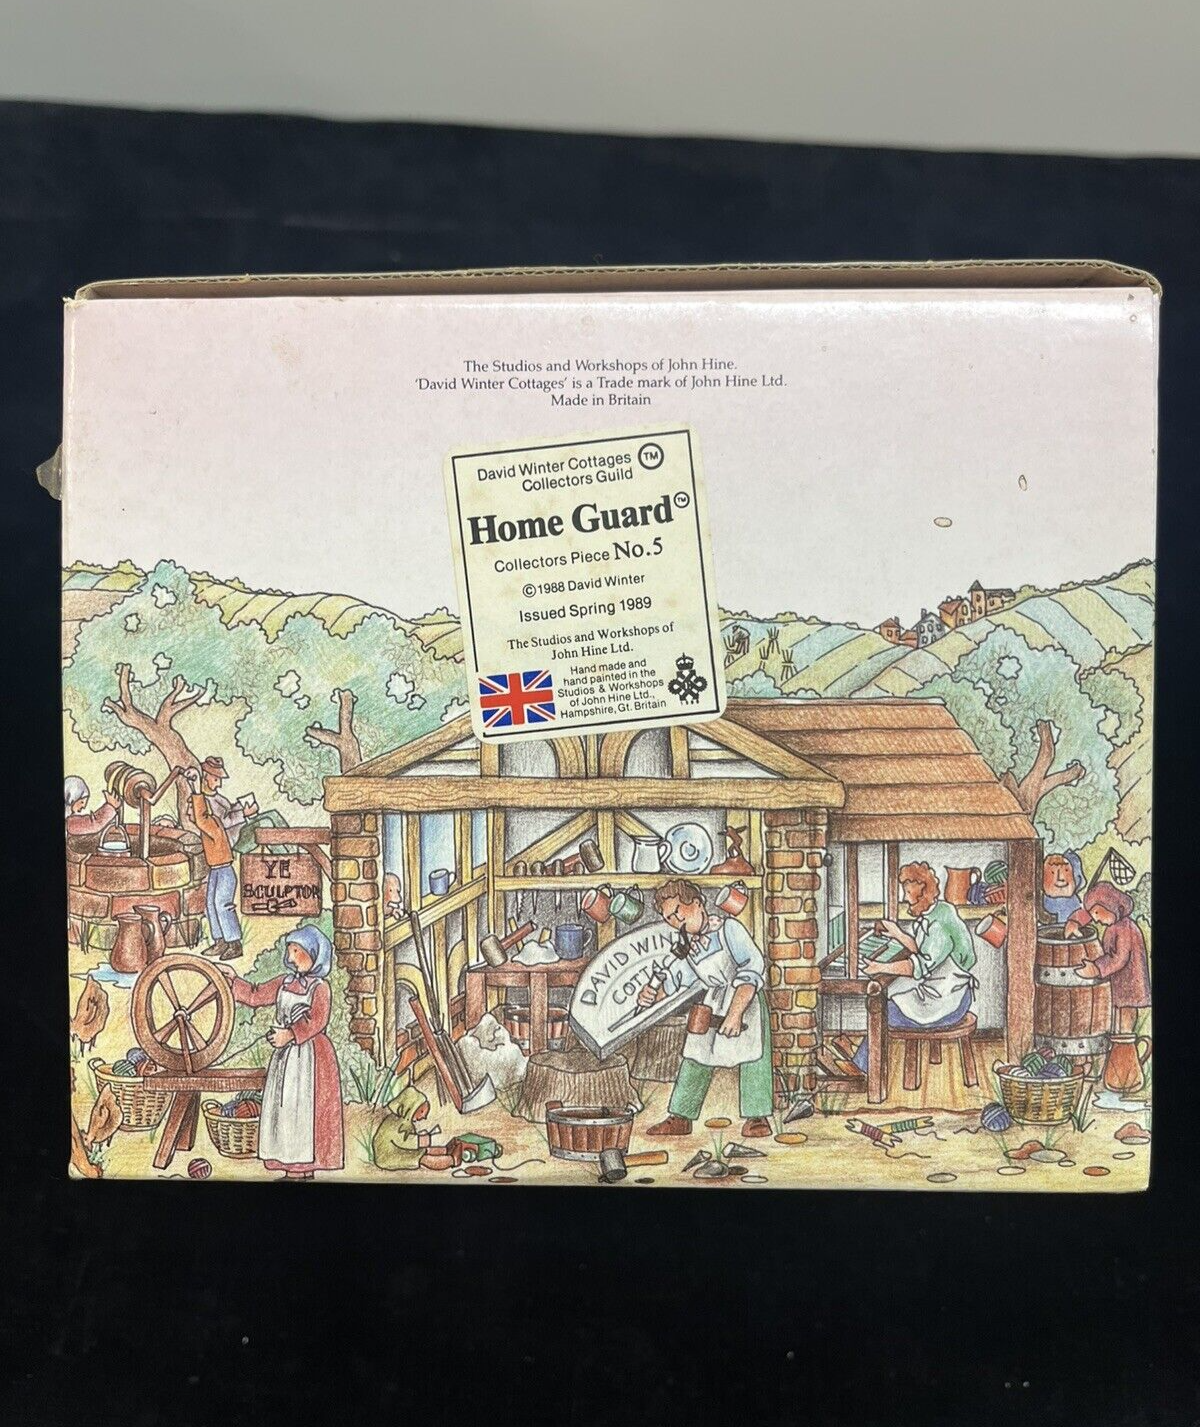 The Studios and Workshops of John Hine.
'David Winter Cottages' is a Trade mark of John Hine Ltd.
Made in Britain
David Winter Cottages TM
Collectors Guild
Home Guard TM
Collectors Piece No.5
©1988 David Winter
Issued Spring 1989
The Studios and Workshops of
John Hine Ltd.
Hand made and
hand painted in the
Studios & Workshops
of John Hine Ltd.,
Hampshire, Gt. Britain
YE
SCULPTOR
DAVID WIN
COTTAG